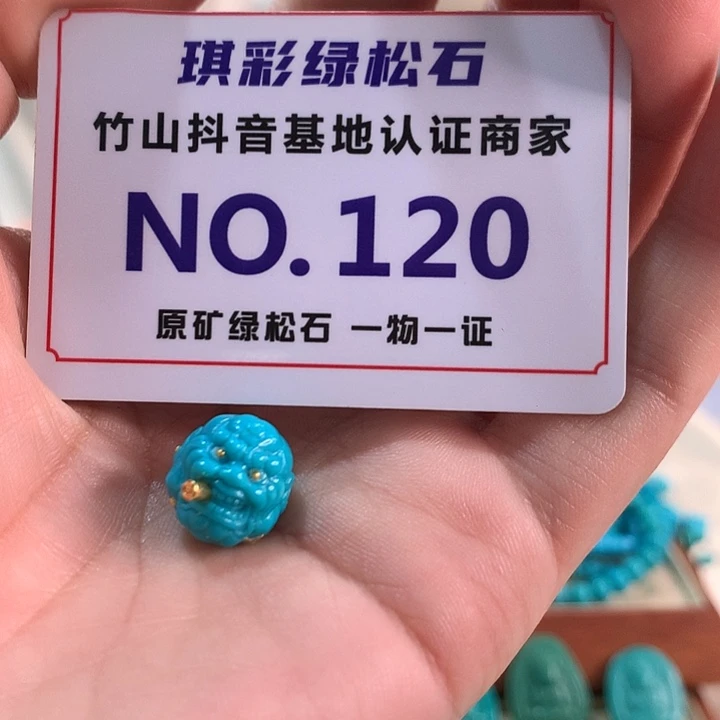 琪彩绿松石
竹山抖音基地认证商家
NO.120
原矿绿松石 一物一证